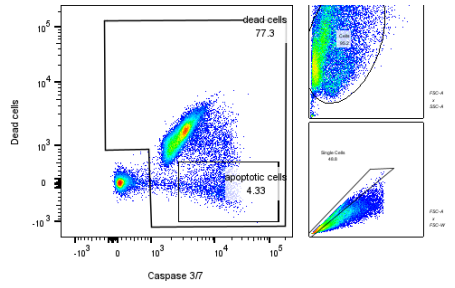 dead cells
77.3
apoptotic cells
4.33
Dead cells
10^5
10^4
10^3
0
-10^3
-10^3
0
10^3
10^4
10^5
Caspase 3/7
Cells
FSC-A
SSC-A
Single Cells
FSC-A
FSC-W